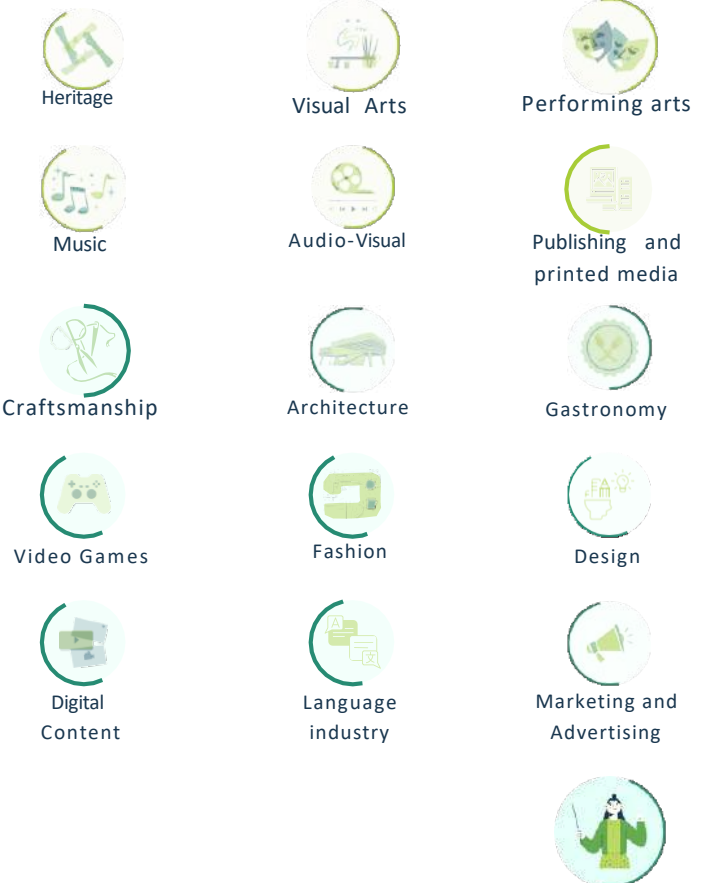 Heritage
Visual Arts
Performing arts
Music
Audio-Visual
Publishing and
printed media
Craftsmanship
Architecture
Gastronomy
Video Games
Fashion
Design
Digital
Content
Language
industry
Marketing and
Advertising